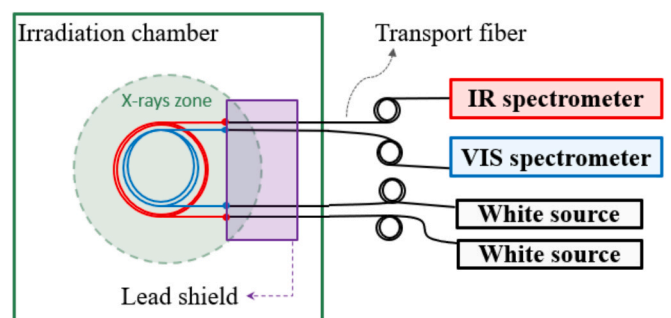 Irradiation chamber
Transport fiber
X-rays zone
IR spectrometer
VIS spectrometer
White source
White source
Lead shield